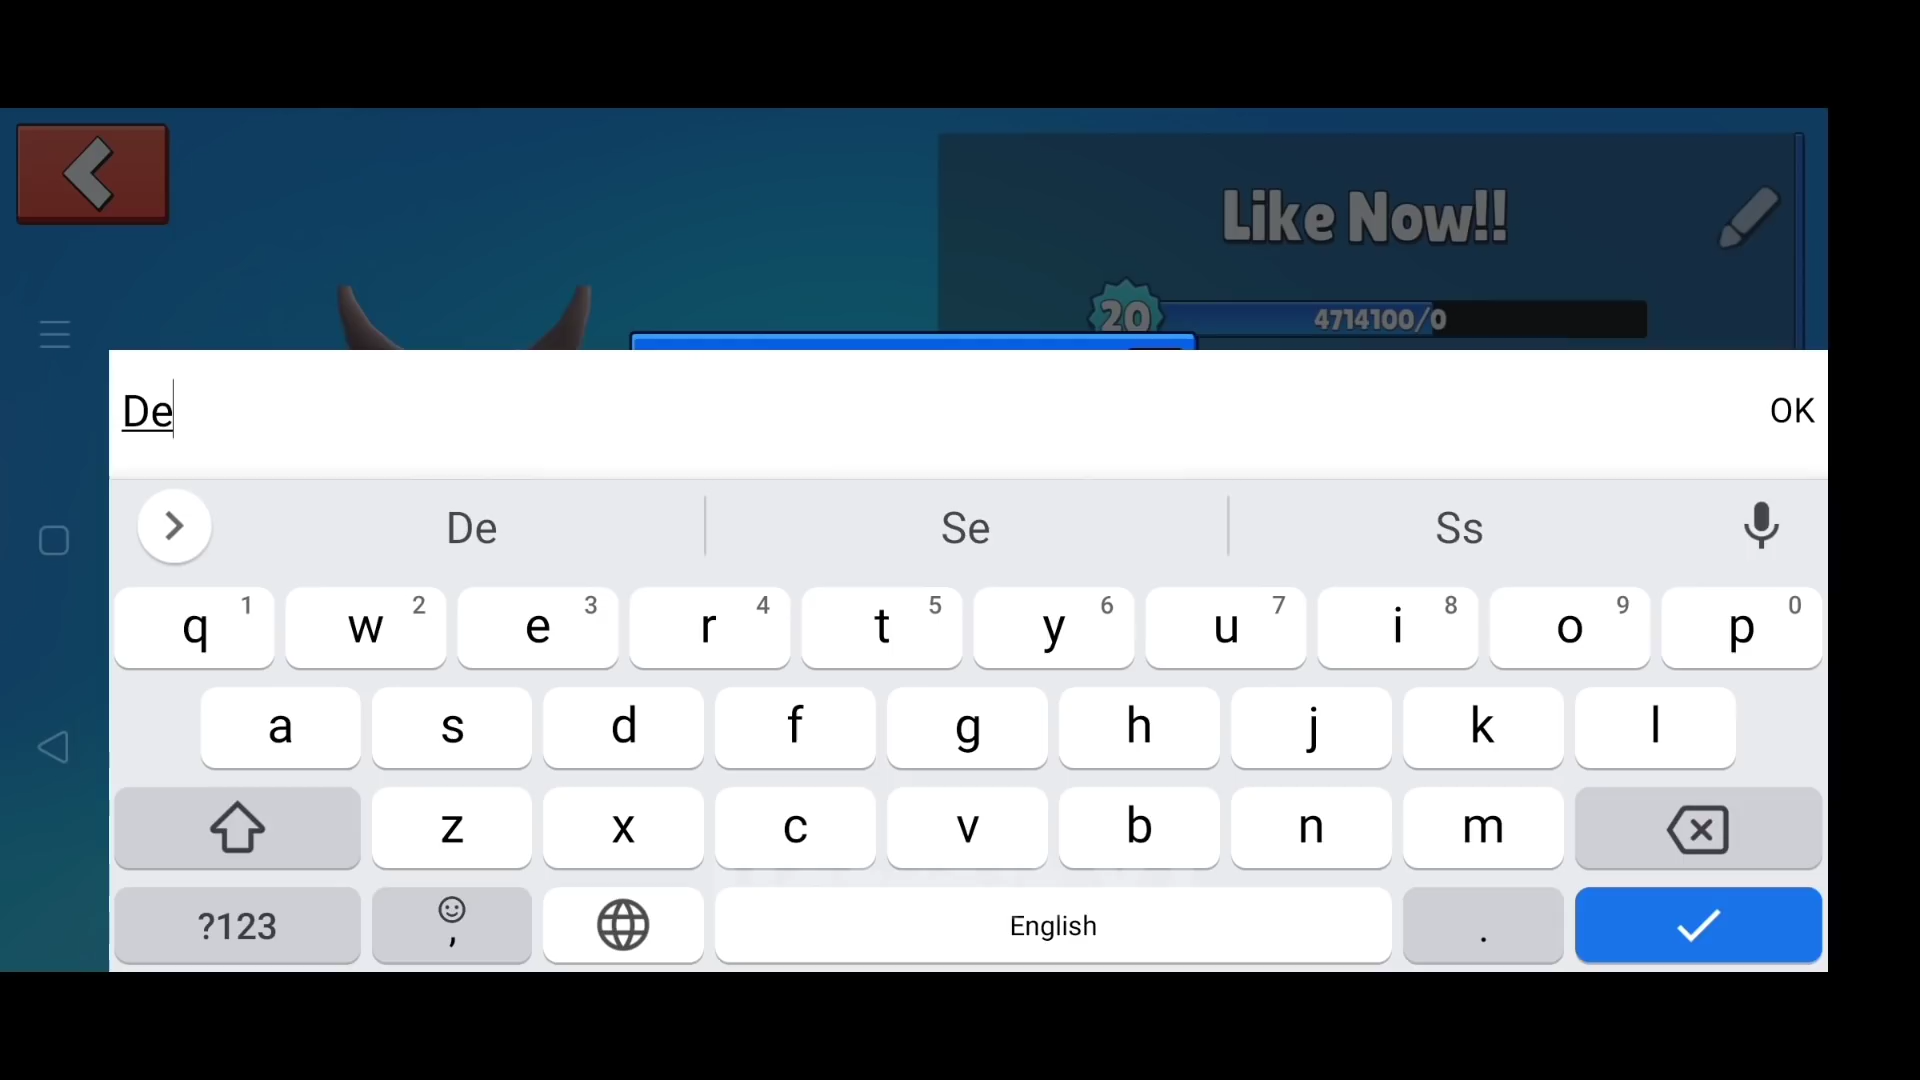 Like Now!!
20
4714100/0
De
OK
De Se Ss
q 1 w 2 e 3 r 4 t 5 y 6 u 7 i 8 o 9 p 0
a s d f g h j k l
z x c v b n m
?123 , English .